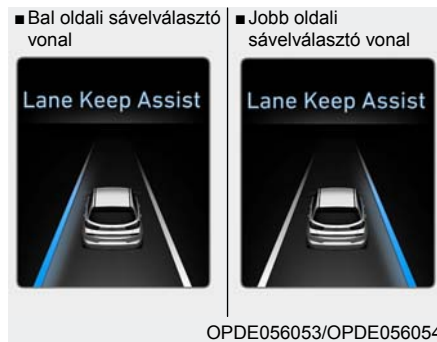 ■ Bal oldali sávelválasztó
vonal
■ Jobb oldali
sávelválasztó vonal
Lane Keep Assist
Lane Keep Assist
OPDE056053/OPDE056054